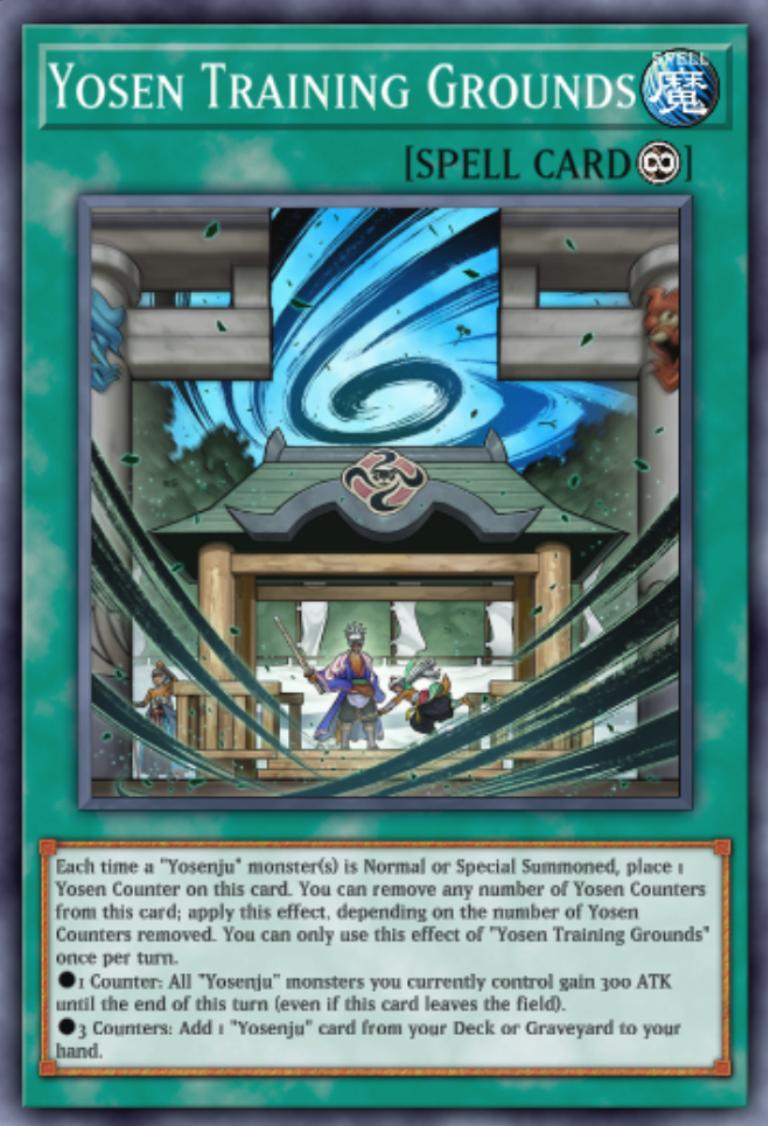 YOSEN TRAINING GROUNDS
SPELL
魔
[SPELL CARD]
Each time a "Yosenju" monster(s) is Normal or Special Summoned, place 1
Yosen Counter on this card. You can remove any number of Yosen Counters
from this card; apply this effect, depending on the number of Yosen
Counters removed. You can only use this effect of "Yosen Training Grounds"
once per turn.
●1 Counter: All "Yosenju" monsters you currently control gain 300 ATK
until the end of this turn (even if this card leaves the field).
●3 Counters: Add 1 "Yosenju" card from your Deck or Graveyard to your
hand.